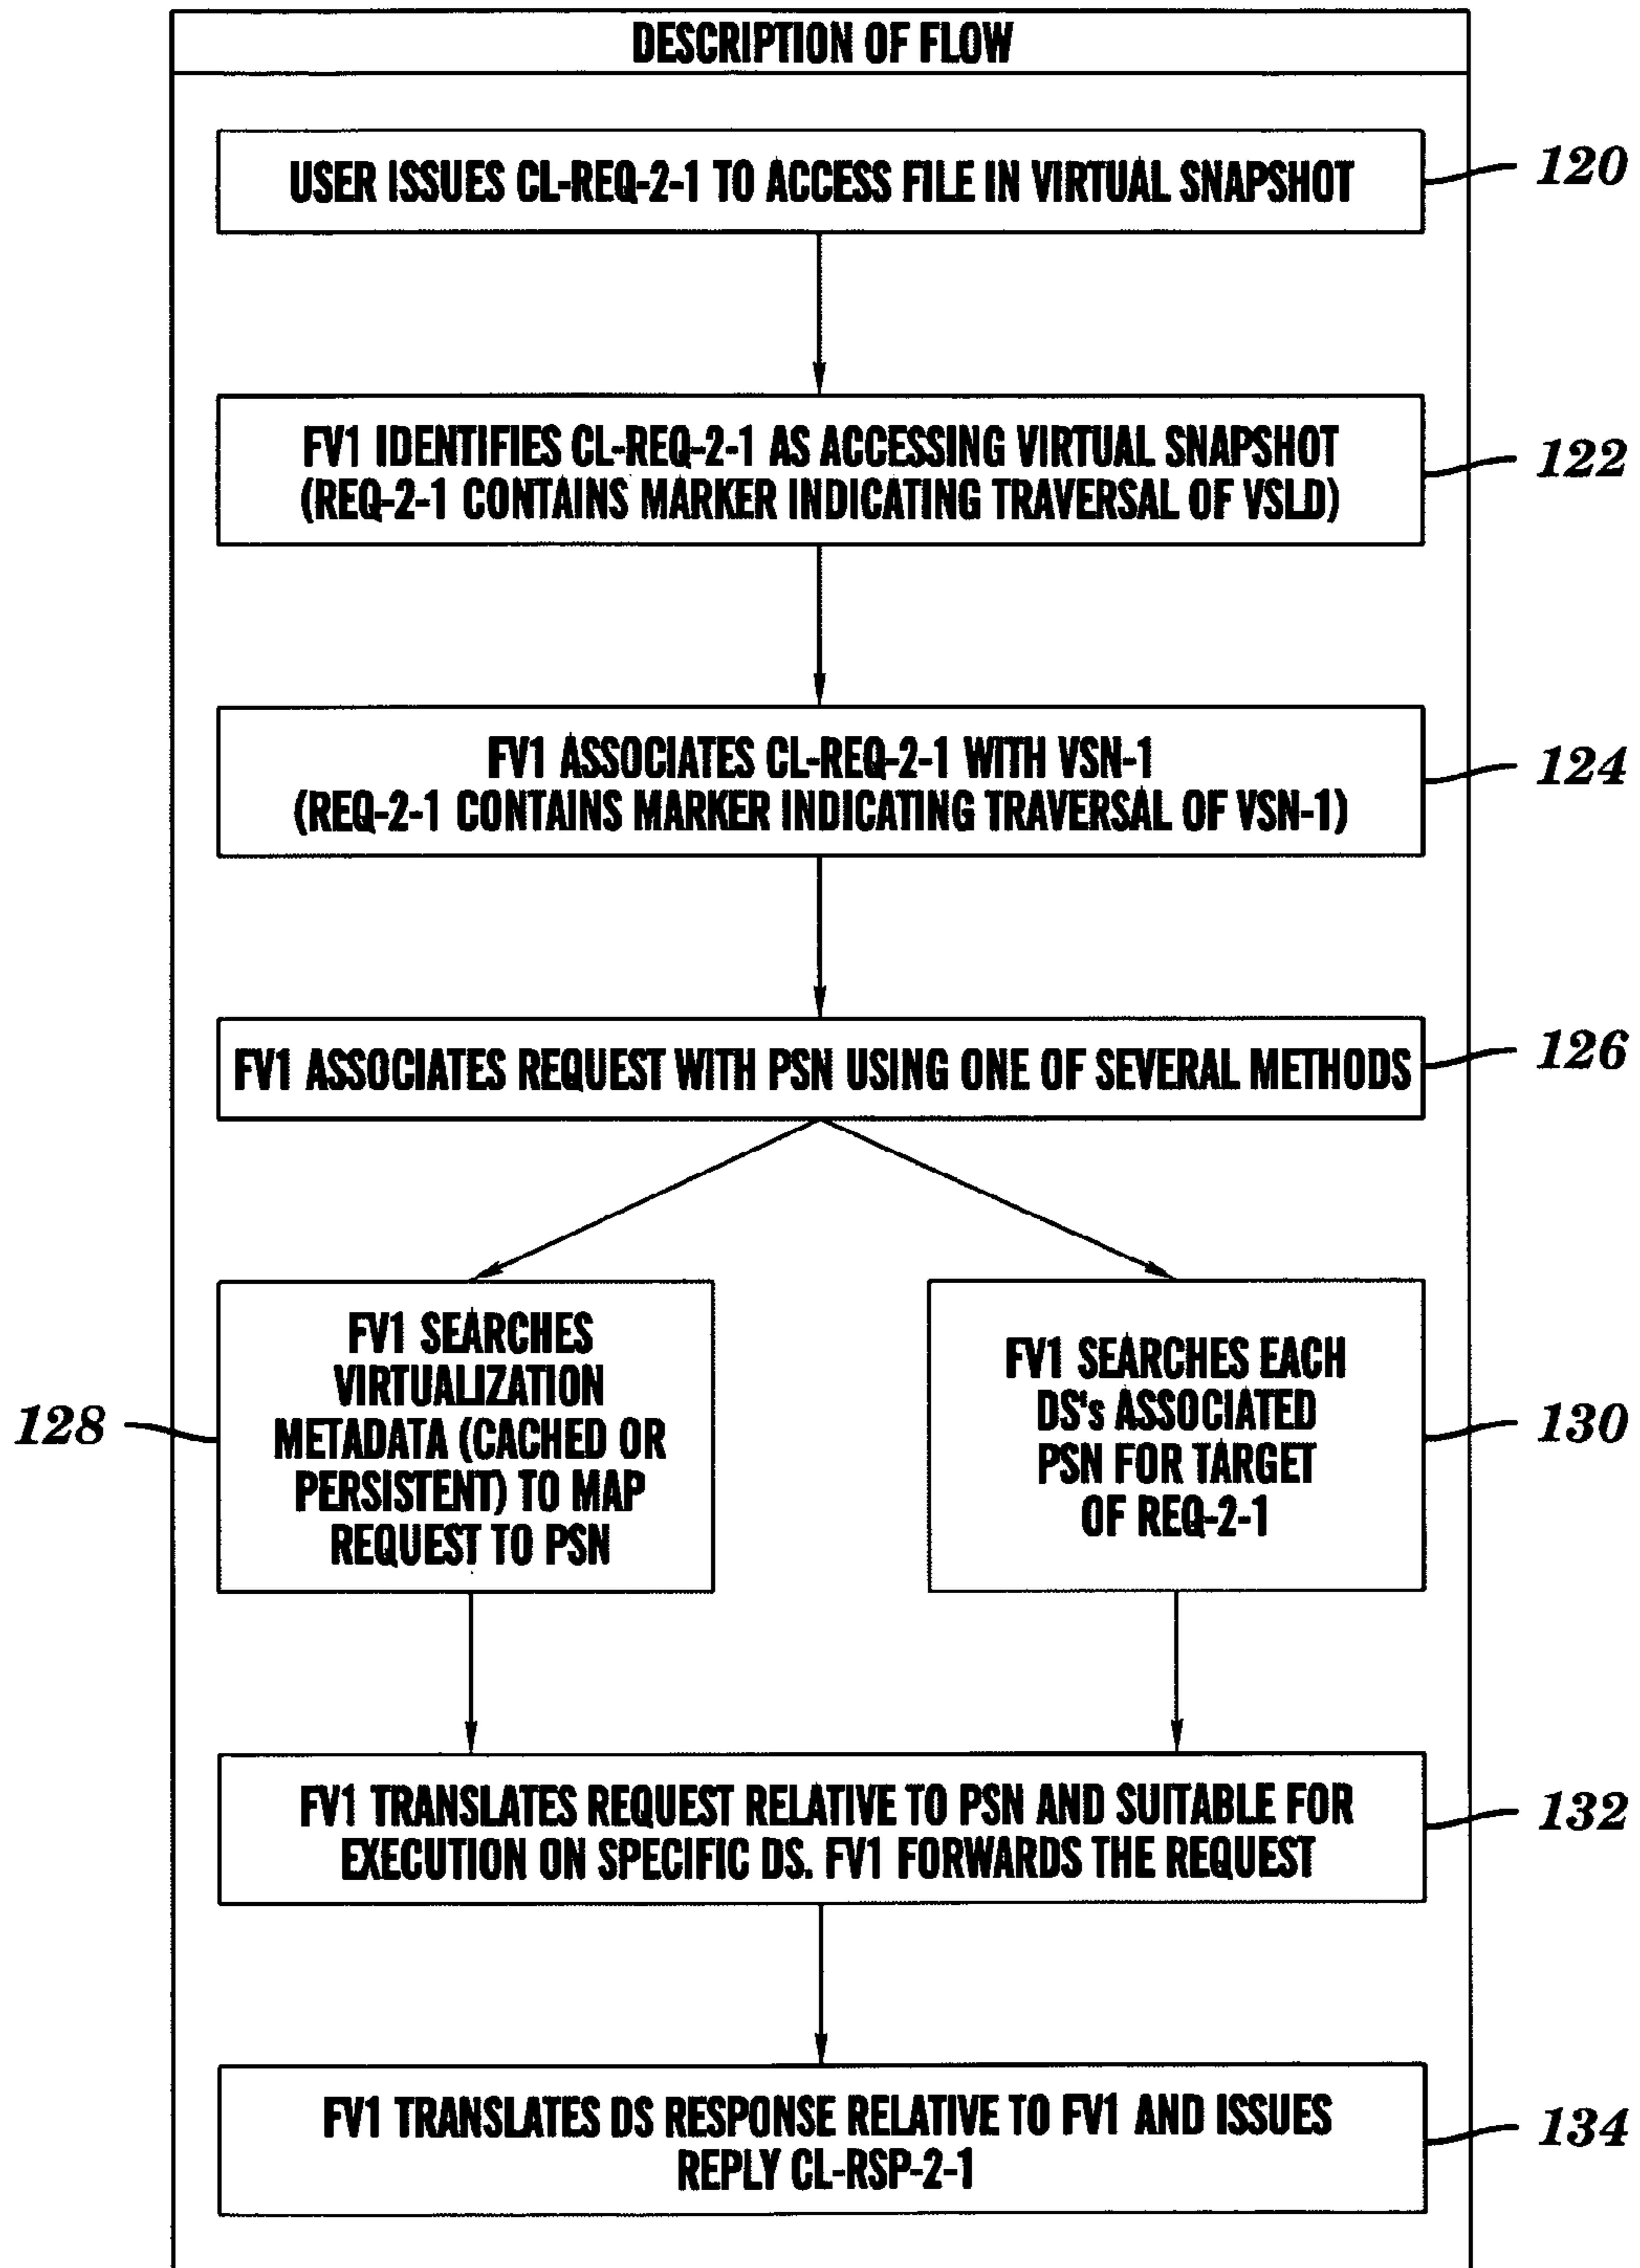 DESCRIPTION OF FLOW
USER ISSUES CL-REQ-2-1 TO ACCESS FILE IN VIRTUAL SNAPSHOT
120
FV1 IDENTIFIES CL-REQ-2-1 AS ACCESSING VIRTUAL SNAPSHOT
(REQ-2-1 CONTAINS MARKER INDICATING TRAVERSAL OF VSLD)
122
FV1 ASSOCIATES CL-REQ-2-1 WITH VSN-1
(REQ-2-1 CONTAINS MARKER INDICATING TRAVERSAL OF VSN-1)
124
FV1 ASSOCIATES REQUEST WITH PSN USING ONE OF SEVERAL METHODS
126
FV1 SEARCHES
VIRTUALIZATION
METADATA (CACHED OR
PERSISTENT) TO MAP
REQUEST TO PSN
128
FV1 SEARCHES EACH
DS's ASSOCIATED
PSN FOR TARGET
OF REQ-2-1
130
FV1 TRANSLATES REQUEST RELATIVE TO PSN AND SUITABLE FOR
EXECUTION ON SPECIFIC DS. FV1 FORWARDS THE REQUEST
132
FV1 TRANSLATES DS RESPONSE RELATIVE TO FV1 AND ISSUES
REPLY CL-RSP-2-1
134